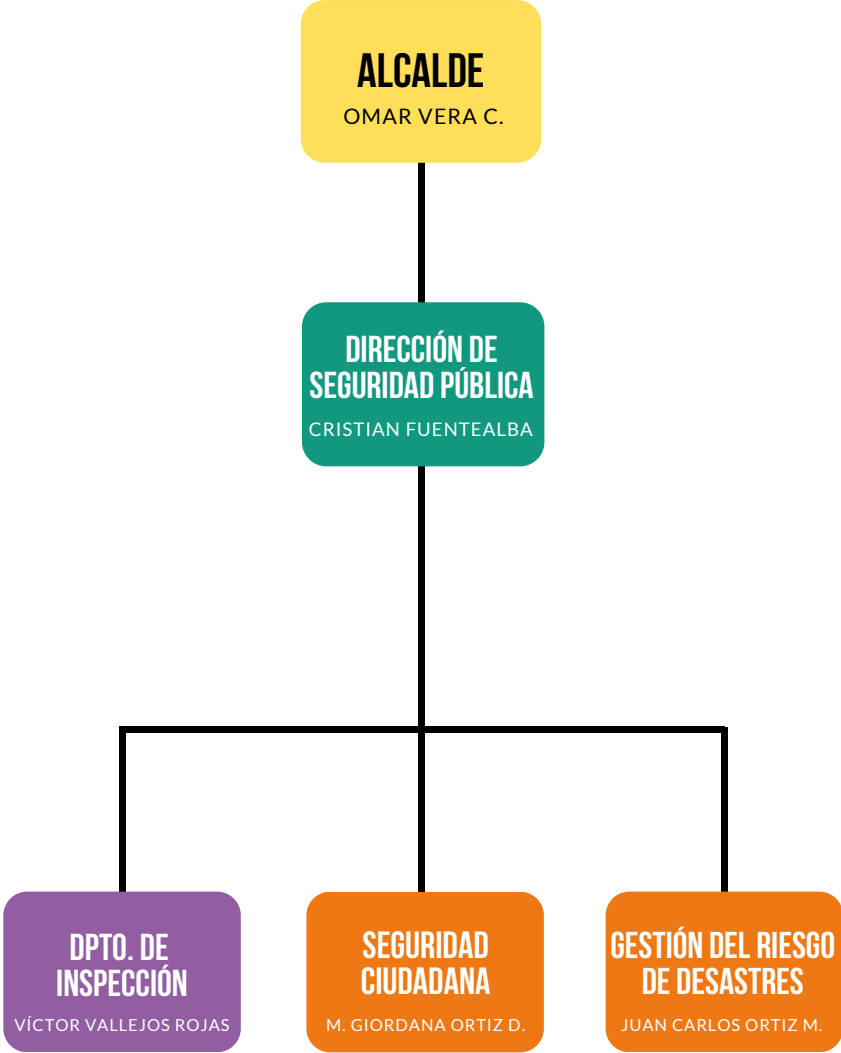 ALCALDE
OMAR VERA C.
DIRECCIÓN DE
SEGURIDAD PÚBLICA
CRISTIAN FUENTEALBA
DPTO. DE
INSPECCIÓN
VÍCTOR VALLEJOS ROJAS
SEGURIDAD
CIUDADANA
M. GIORDANA ORTIZ D.
GESTIÓN DEL RIESGO
DE DESASTRES
JUAN CARLOS ORTIZ M.